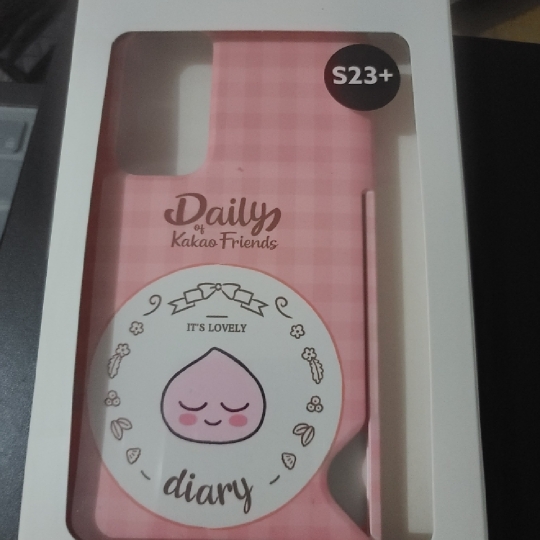 S23+
Daily
of
Kakao Friends
IT'S LOVELY
diary